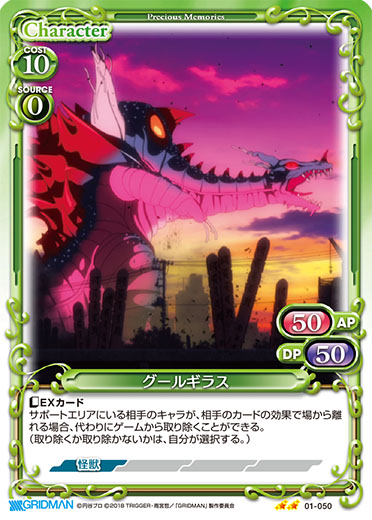 Precious Memories
Character
COST
10
SOURCE
0
50 AP
DP 50
グールギラス
EXカード
サポートエリアにいる相手のキャラが、相手のカードの効果で場から離
れる場合、代わりにゲームから取り除くことができる。
(取り除くか取り除かないかは、自分が選択する。)
怪獣
GRIDMAN
©円谷プロ ©2018 TRIGGER・雨宮哲/「GRIDMAN」製作委員会
01-050